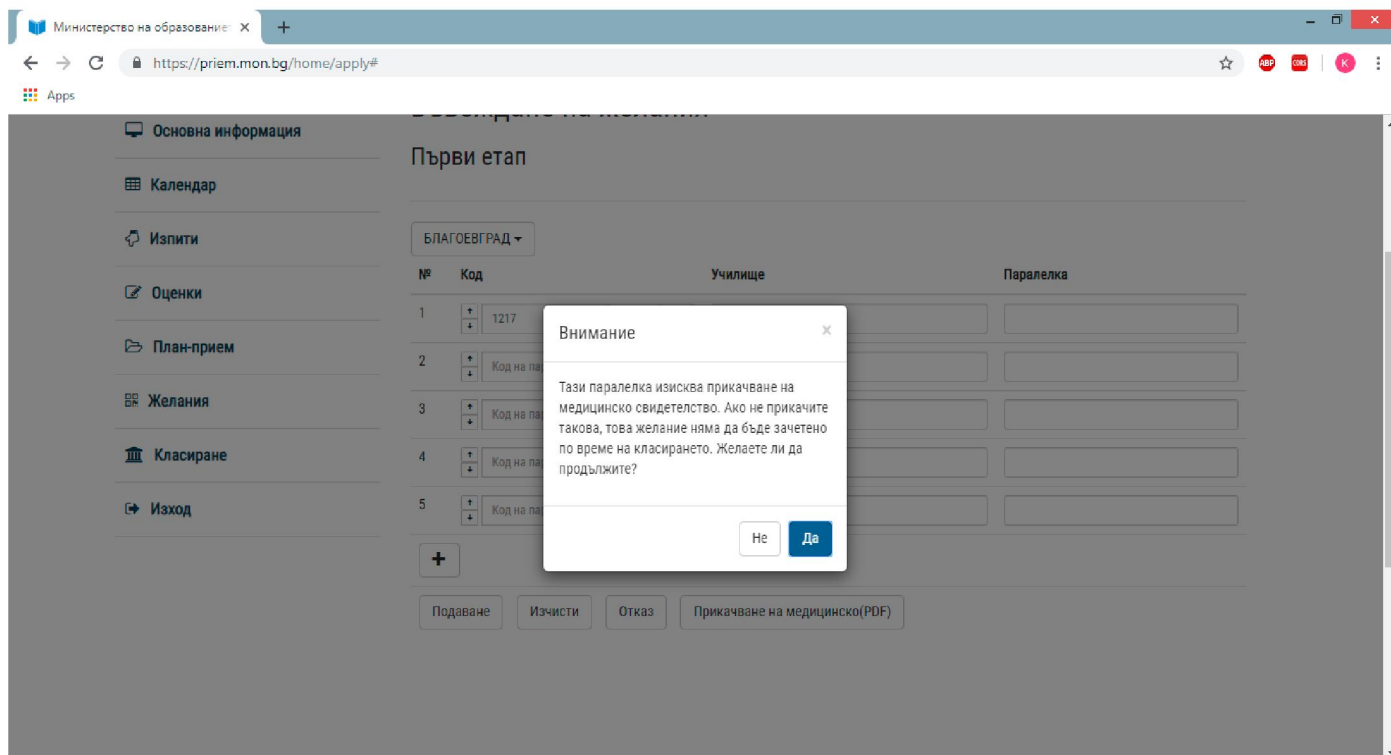 Министерство на образование
https://priem.mon.bg/home/apply#
ABP
CORS
K
Apps
Основна информация
Календар
Изпити
Оценки
План-прием
Желания
Класиране
Изход
Първи етап
БЛАГОЕВГРАД
№ Код Училище Паралелка
1 1217
2 Код на па
3 Код на па
4 Код на па
5 Код на па
Внимание ×
Тази паралелка изисква прикачване на
медицинско свидетелство. Ако не прикачите
такова, това желание няма да бъде зачетено
по време на класирането. Желаете ли да
продължите?
Не Да
+
Подаване Изчисти Отказ Прикачване на медицинско(PDF)